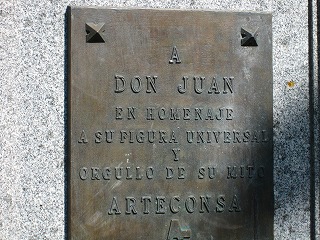 A
DON JUAN
EN HOMENAJE
A SU FIGURA UNIVERSAL
Y
ORGULLO DE SU MITO
ARTECONSA